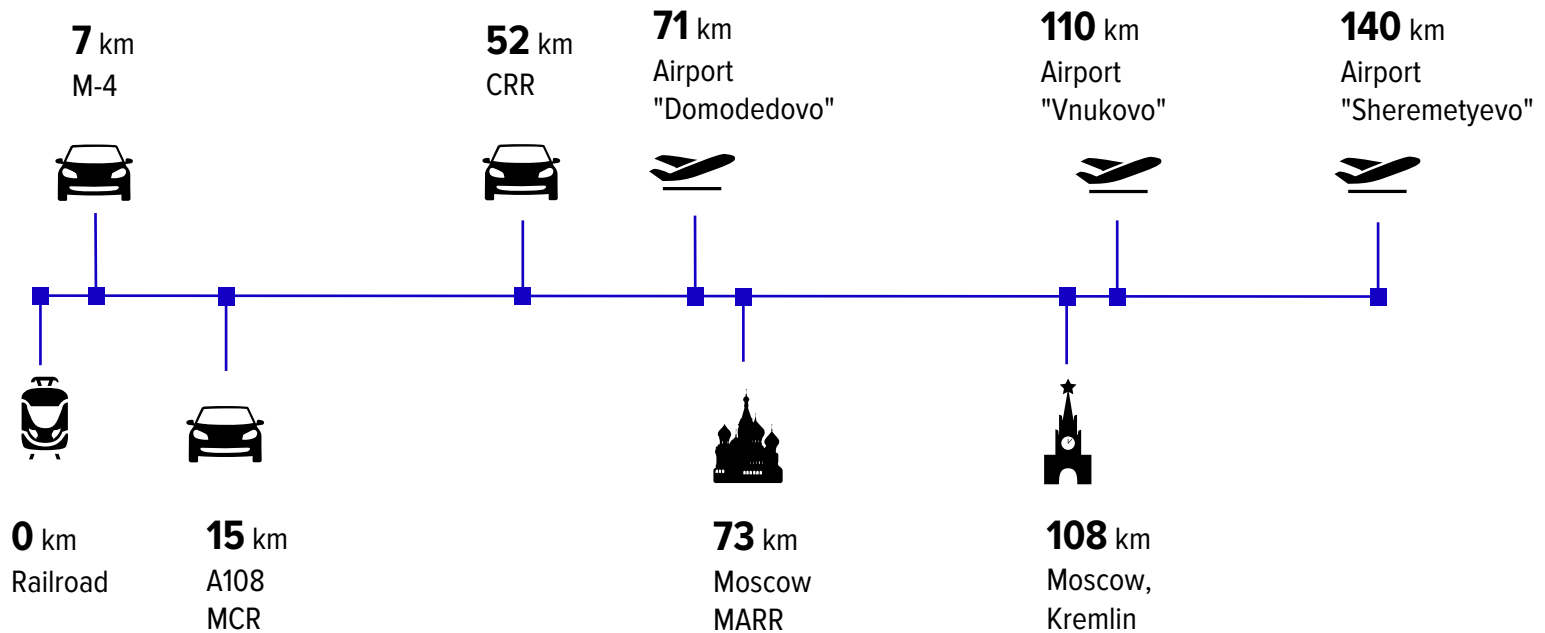 7 km
M-4
52 km
CRR
71 km
Airport
"Domodedovo"
110 km
Airport
"Vnukovo"
140 km
Airport
"Sheremetyevo"
0 km
Railroad
15 km
A108
MCR
73 km
Moscow
MARR
108 km
Moscow,
Kremlin